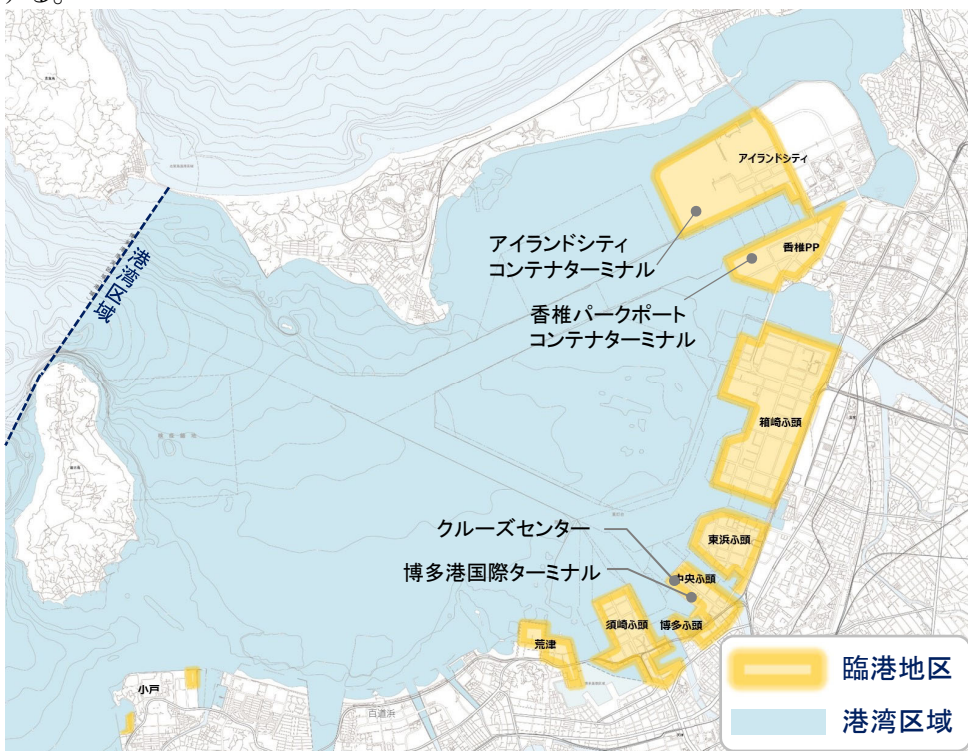 する。
アイランドシティ
アイランドシティ
コンテナターミナル
香椎PP
香椎パークポート
コンテナターミナル
港湾区域
箱崎ふ頭
クルーズセンター
東浜ふ頭
博多港国際ターミナル
中央ふ頭
須崎ふ頭
博多ふ頭
荒津
小戸
百道浜
臨港地区
港湾区域